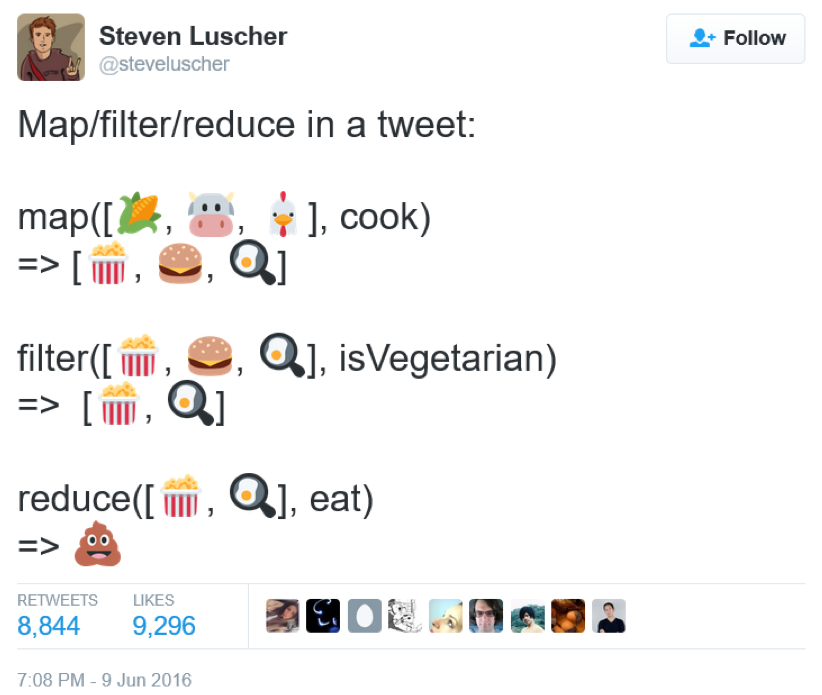 Steven Luscher
@steveluscher
Follow
Map/filter/reduce in a tweet:
map([🌽, 🐮, 🐔], cook)
=> [🍿, 🍔, 🍳]
filter([🍿, 🍔, 🍳], isVegetarian)
=> [🍿, 🍳]
reduce([🍿, 🍳], eat)
=> 💩
RETWEETS LIKES
8,844 9,296
7:08 PM - 9 Jun 2016